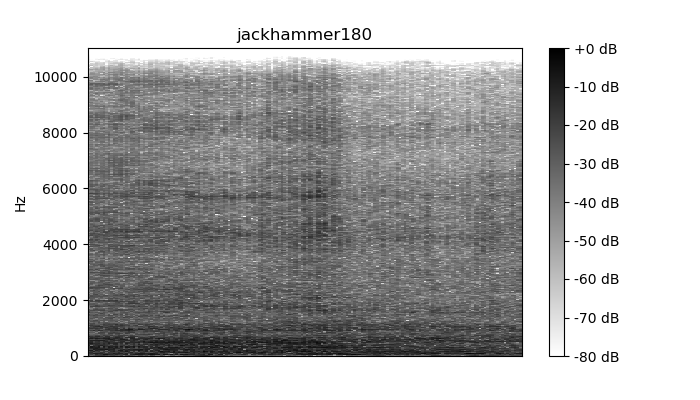 jackhammer180
Hz
10000
8000
6000
4000
2000
0
+0 dB
-10 dB
-20 dB
-30 dB
-40 dB
-50 dB
-60 dB
-70 dB
-80 dB